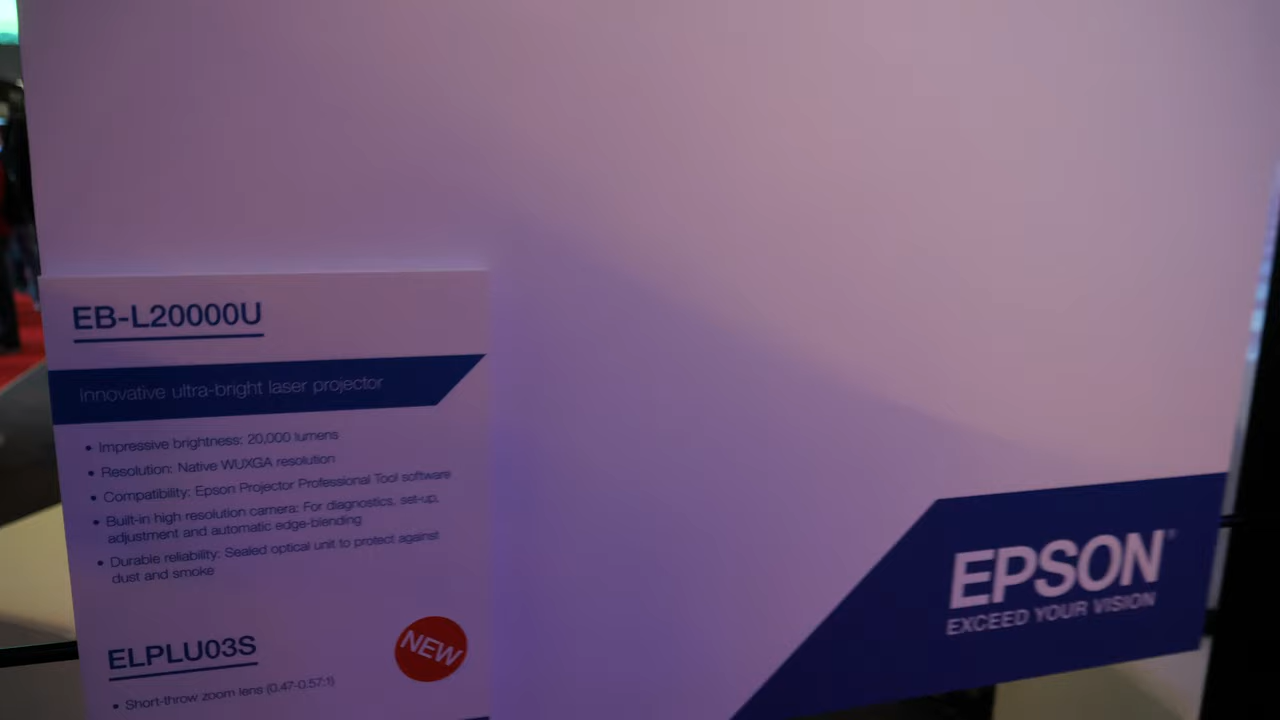 EB-L20000U
Innovative ultra-bright laser projector
• Impressive brightness: 20,000 lumens
• Resolution: Native WUXGA resolution
• Compatibility: Epson Projector Professional Tool software
• Built-in high resolution camera: For diagnostics, set-up,
adjustment and automatic edge-blending
• Durable reliability: Sealed optical unit to protect against
dust and smoke
ELPLU03S
NEW
• Short-throw zoom lens (0.47-0.57:1)
EPSON®
EXCEED YOUR VISION